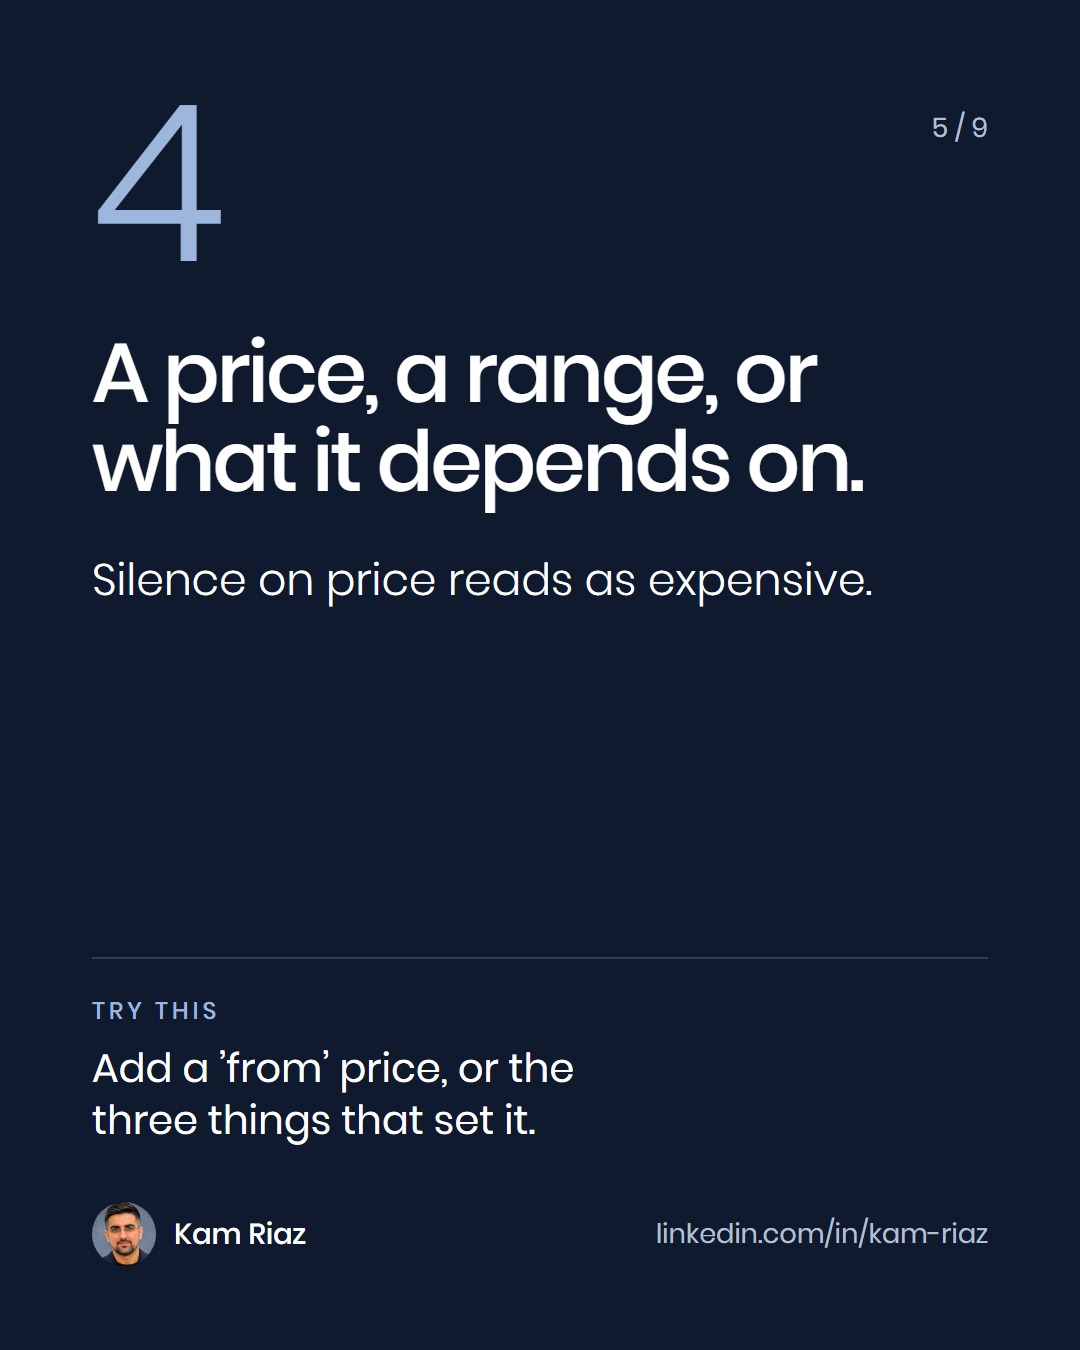 4
5 / 9
A price, a range, or
what it depends on.
Silence on price reads as expensive.
TRY THIS
Add a ’from’ price, or the
three things that set it.
Kam Riaz
linkedin.com/in/kam-riaz